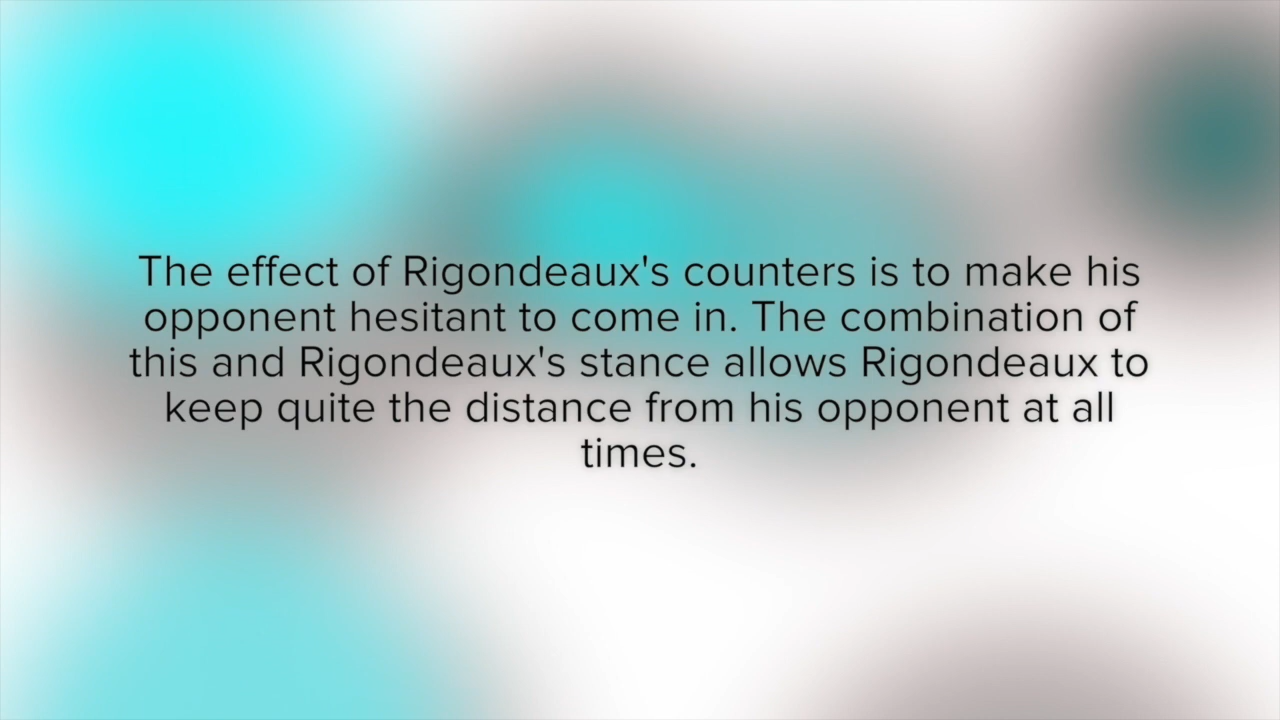 The effect of Rigondeaux's counters is to make his
opponent hesitant to come in. The combination of
this and Rigondeaux's stance allows Rigondeaux to
keep quite the distance from his opponent at all
times.